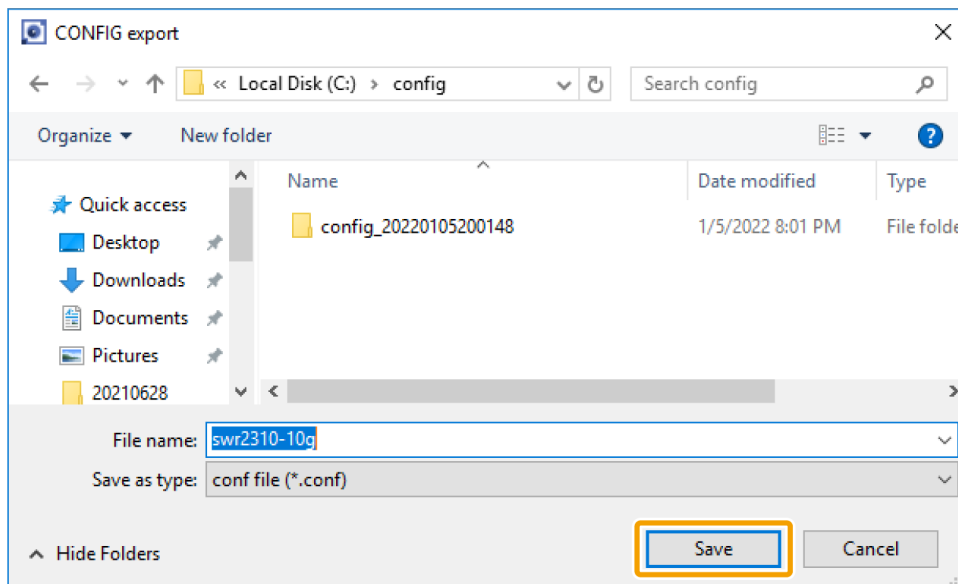 CONFIG export
« Local Disk (C:) > config
Search config
Organize
New folder
?
Name
Date modified
Type
Quick access
Desktop
Downloads
Documents
Pictures
20210628
config_20220105200148
1/5/2022 8:01 PM
File folde
File name: swr2310-10g
Save as type: conf file (*.conf)
Hide Folders
Save
Cancel